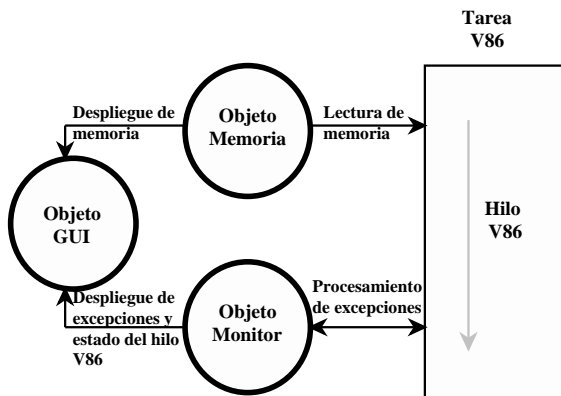 Tarea
V86
Despliegue de
memoria
Objeto
Memoria
Lectura de
memoria
Objeto
GUI
Hilo
V86
Despliegue de
excepciones y
estado del hilo
V86
Objeto
Monitor
Procesamiento
de excepciones